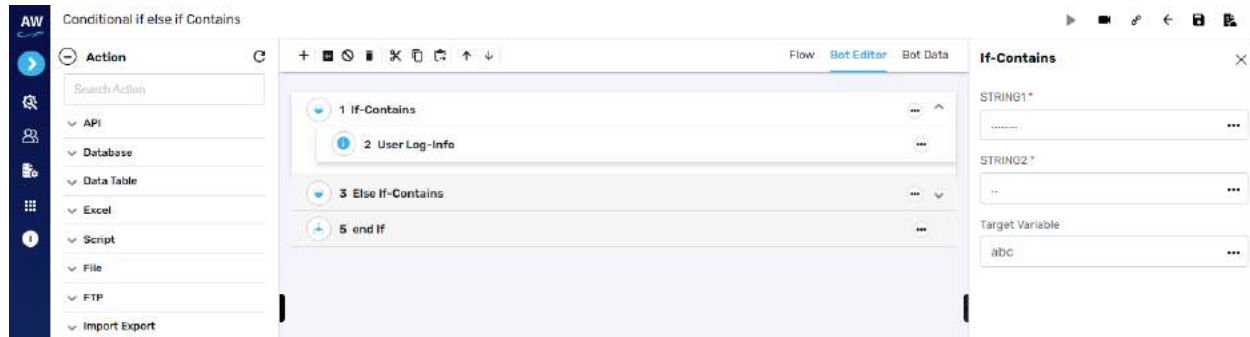 AW
Conditional if else if Contains
Action
Search Action
API
Database
Data Table
Excel
Script
File
FTP
Import Export
Flow Bot Editor Bot Data
1 If-Contains
2 User Log-Info
3 Else If-Contains
5 end If
If-Contains
STRING1 *
........
STRING2 *
..
Target Variable
abc